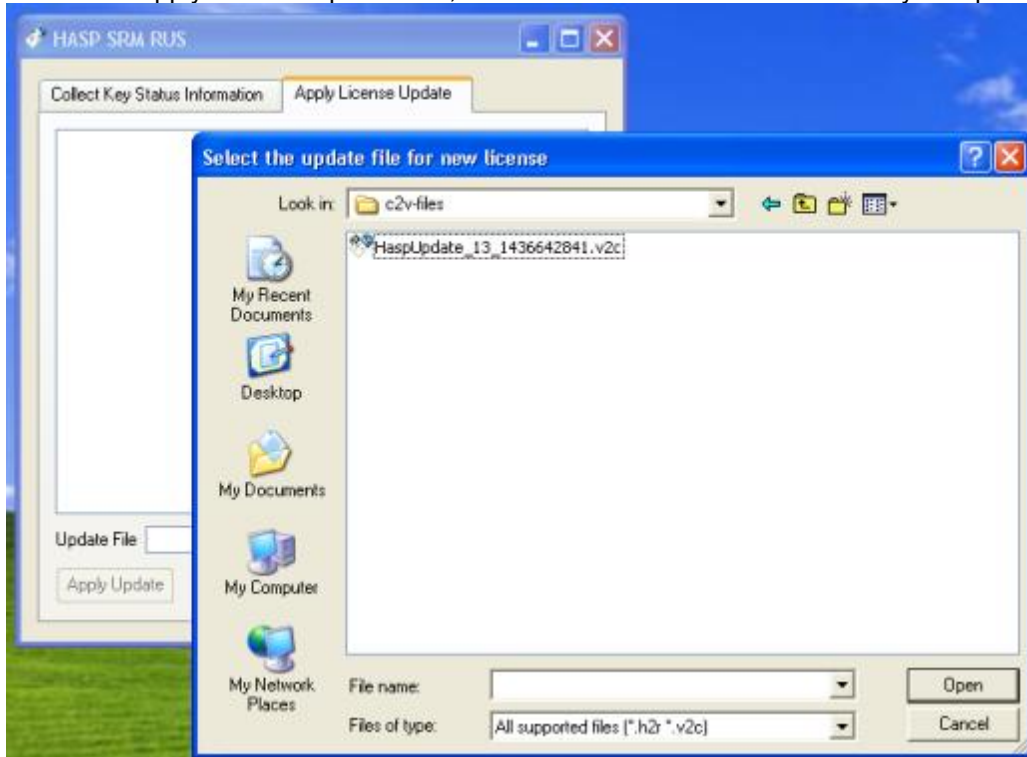 HASP SRM RUS
Collect Key Status Information
Apply License Update
Select the update file for new license
Look in:
c2v-files
HaspUpdate_13_1436642841.v2c
My Recent
Documents
Desktop
My Documents
Update File
Apply Update
My Computer
My Network
Places
File name:
Open
Files of type:
All supported files (*.h2r *.v2c)
Cancel